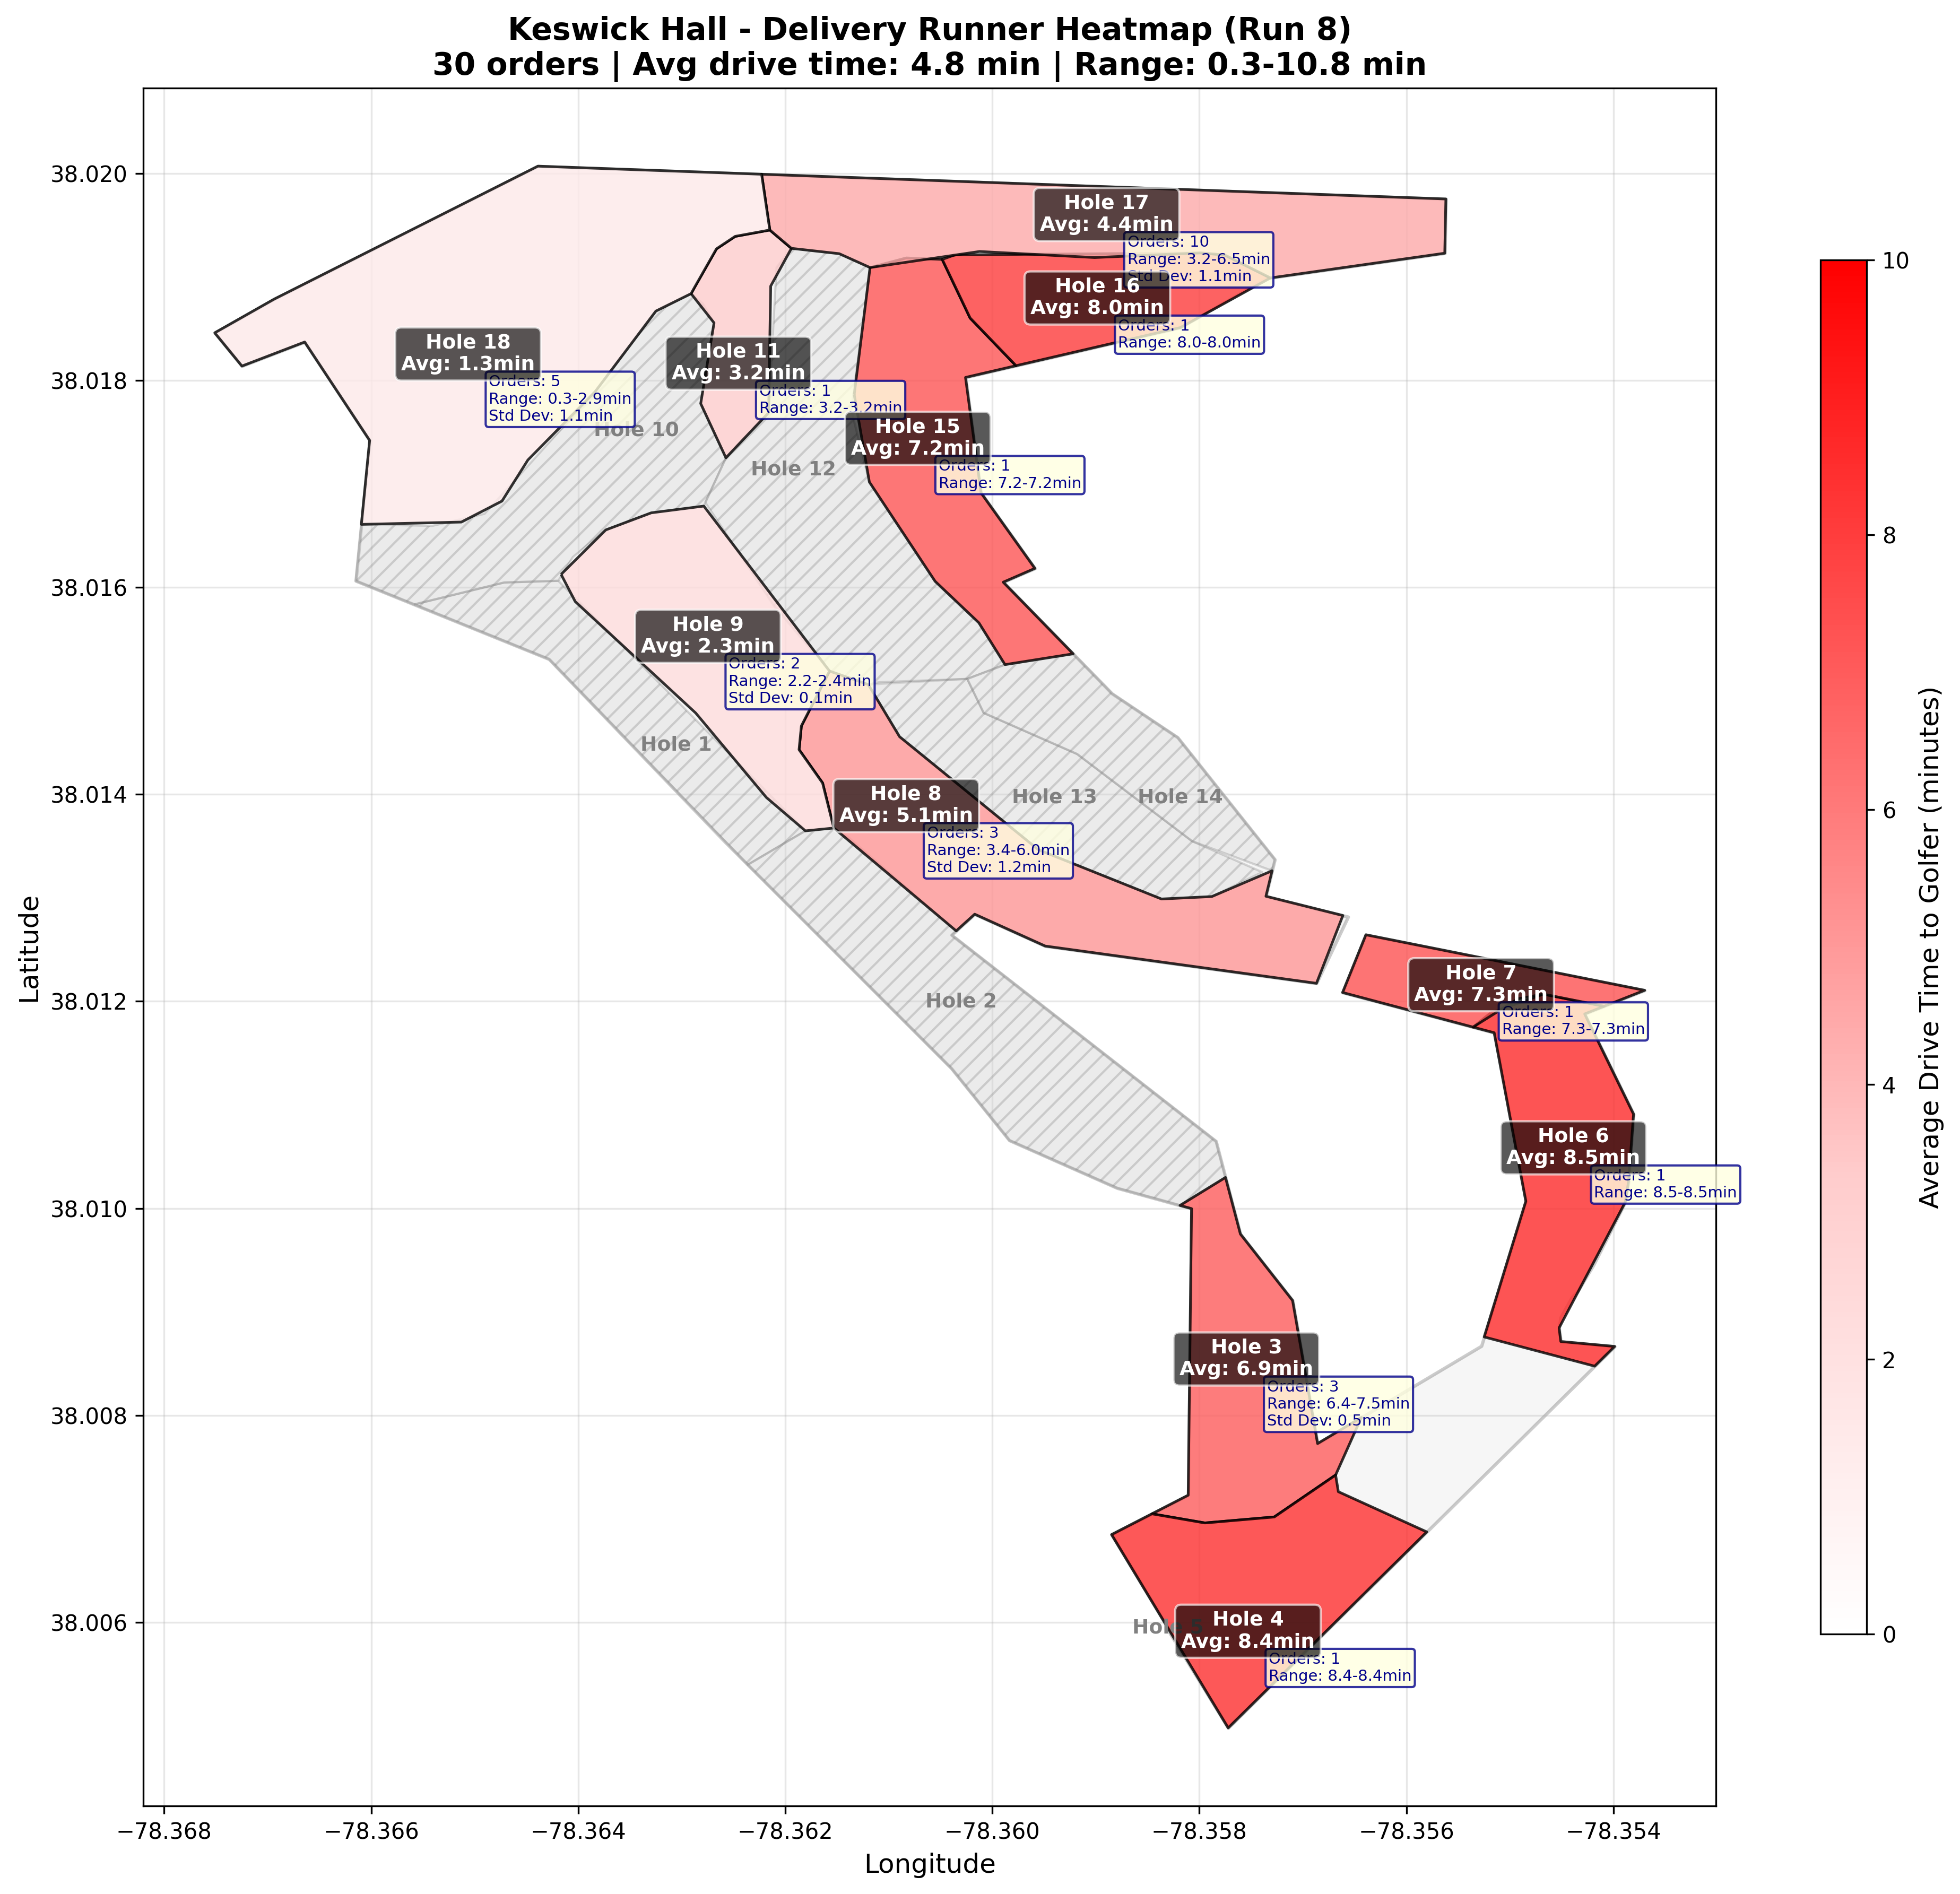 Keswick Hall - Delivery Runner Heatmap (Run 8)
30 orders | Avg drive time: 4.8 min | Range: 0.3-10.8 min
38.020
38.018
38.016
38.014
38.012
38.010
38.008
38.006
Latitude
Hole 17
Avg: 4.4min
Orders: 10
Range: 3.2-6.5min
Std Dev: 1.1min
Hole 16
Avg: 8.0min
Orders: 1
Range: 8.0-8.0min
Hole 18
Avg: 1.3min
Orders: 5
Range: 0.3-2.9min
Std Dev: 1.1min
Hole 11
Avg: 3.2min
Orders: 1
Range: 3.2-3.2min
Hole 10
Hole 15
Avg: 7.2min
Orders: 1
Range: 7.2-7.2min
Hole 12
Hole 9
Avg: 2.3min
Orders: 2
Range: 2.2-2.4min
Std Dev: 0.1min
Hole 1
Hole 8
Avg: 5.1min
Orders: 3
Range: 3.4-6.0min
Std Dev: 1.2min
Hole 13
Hole 14
Hole 2
Hole 7
Avg: 7.3min
Orders: 1
Range: 7.3-7.3min
Hole 6
Avg: 8.5min
Orders: 1
Range: 8.5-8.5min
Hole 3
Avg: 6.9min
Orders: 3
Range: 6.4-7.5min
Std Dev: 0.5min
Hole 4
Avg: 8.4min
Orders: 1
Range: 8.4-8.4min
−78.368
−78.366
−78.364
−78.362
−78.360
−78.358
−78.356
−78.354
Longitude
10
8
6
4
2
0
Average Drive Time to Golfer (minutes)